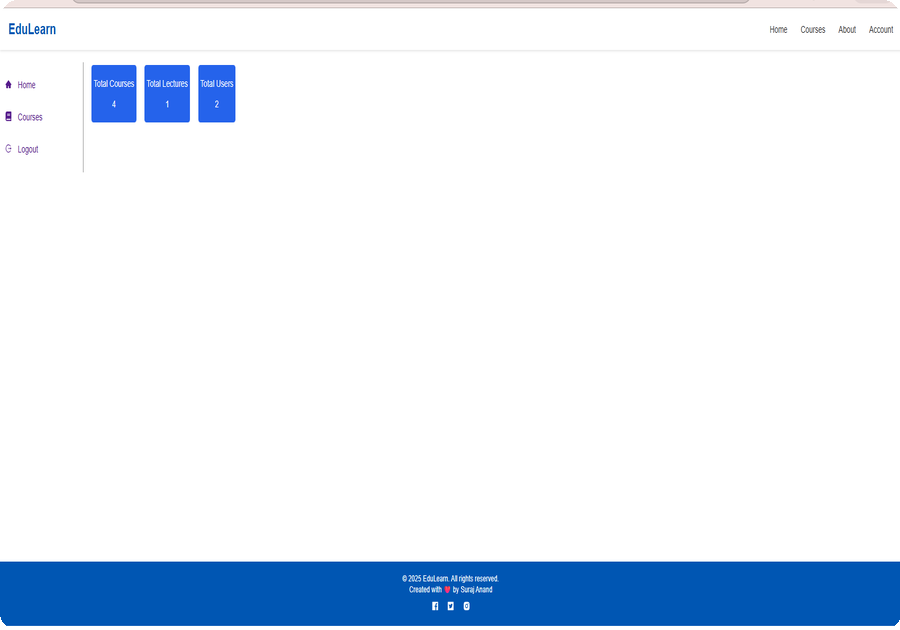 EduLearn
Home Courses About Account
Home
Courses
Logout
Total Courses
4
Total Lectures
1
Total Users
2
© 2025 EduLearn. All rights reserved.
Created with ❤️ by Suraj Anand